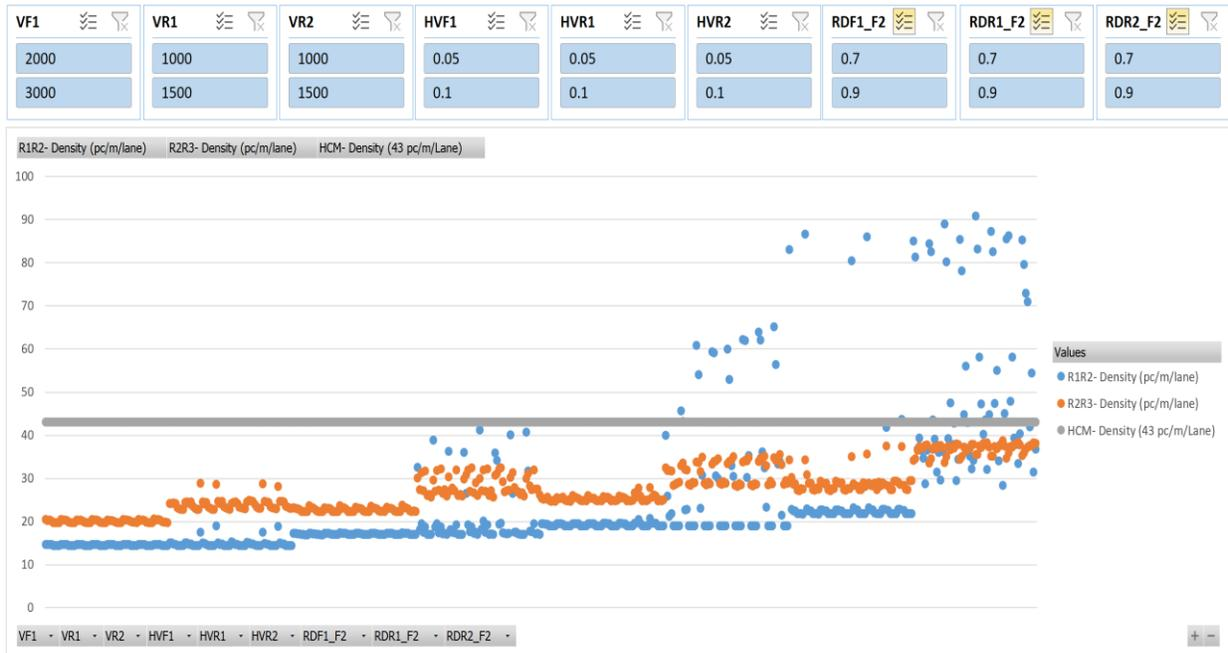 VF1 VR1 VR2 HVF1 HVR1 HVR2 RDF1_F2 RDR1_F2 RDR2_F2
2000 1000 1000 0.05 0.05 0.05 0.7 0.7 0.7
3000 1500 1500 0.1 0.1 0.1 0.9 0.9 0.9
R1R2- Density (pc/m/lane) R2R3- Density (pc/m/lane) HCM- Density (43 pc/m/Lane)
100
90
80
70
60
50
40
30
20
10
0
Values
R1R2- Density (pc/m/lane)
R2R3- Density (pc/m/lane)
HCM- Density (43 pc/m/Lane)
VF1 VR1 VR2 HVF1 HVR1 HVR2 RDF1_F2 RDR1_F2 RDR2_F2
+ −